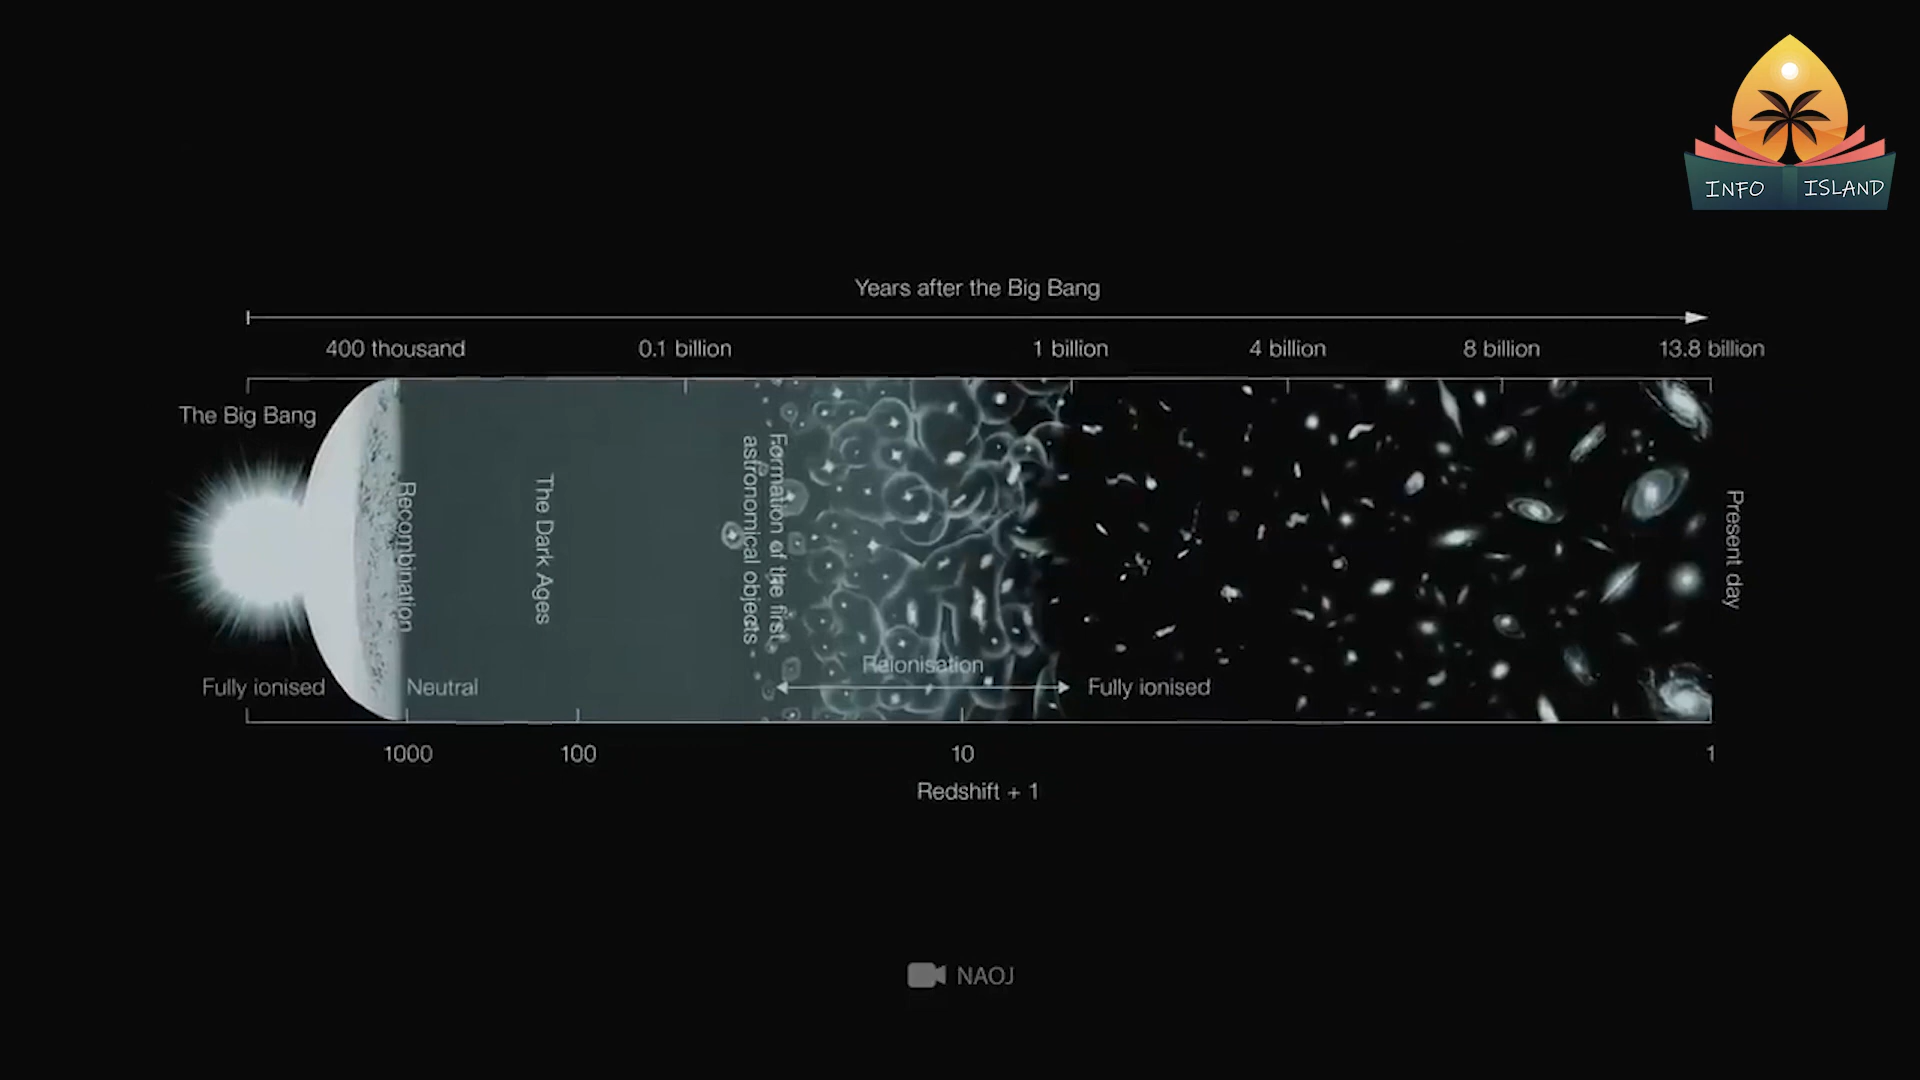 INFO ISLAND
Years after the Big Bang
400 thousand 0.1 billion 1 billion 4 billion 8 billion 13.8 billion
The Big Bang
Recombination
The Dark Ages
Formation of the first
astronomical objects
Present day
Reionisation
Fully ionised Neutral Fully ionised
1000 100 10 1
Redshift + 1
NAOJ